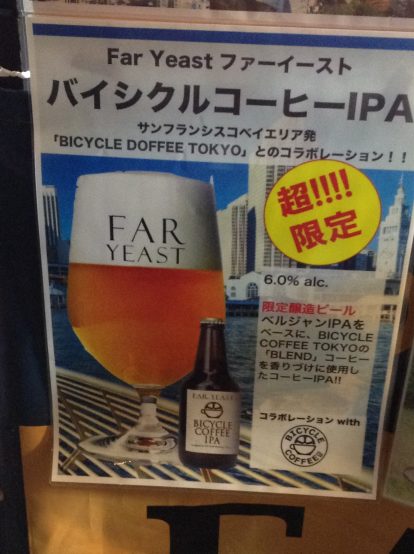 Far Yeast ファーイースト
バイシクルコーヒーIPA
サンフランシスコベイエリア発
「BICYCLE DOFFEE TOKYO」とのコラボレーション！！
超!!!!
限定
FAR
YEAST
6.0% alc.
限定醸造ビール
ベルジャンIPAを
ベースに、BICYCLE
COFFEE TOKYOの
「BLEND」コーヒー
を香りづけに使用し
たコーヒーIPA!!
FAR YEAST
BICYCLE
COFFEE
IPA
コラボレーション with
BICYCLE
COFFEE